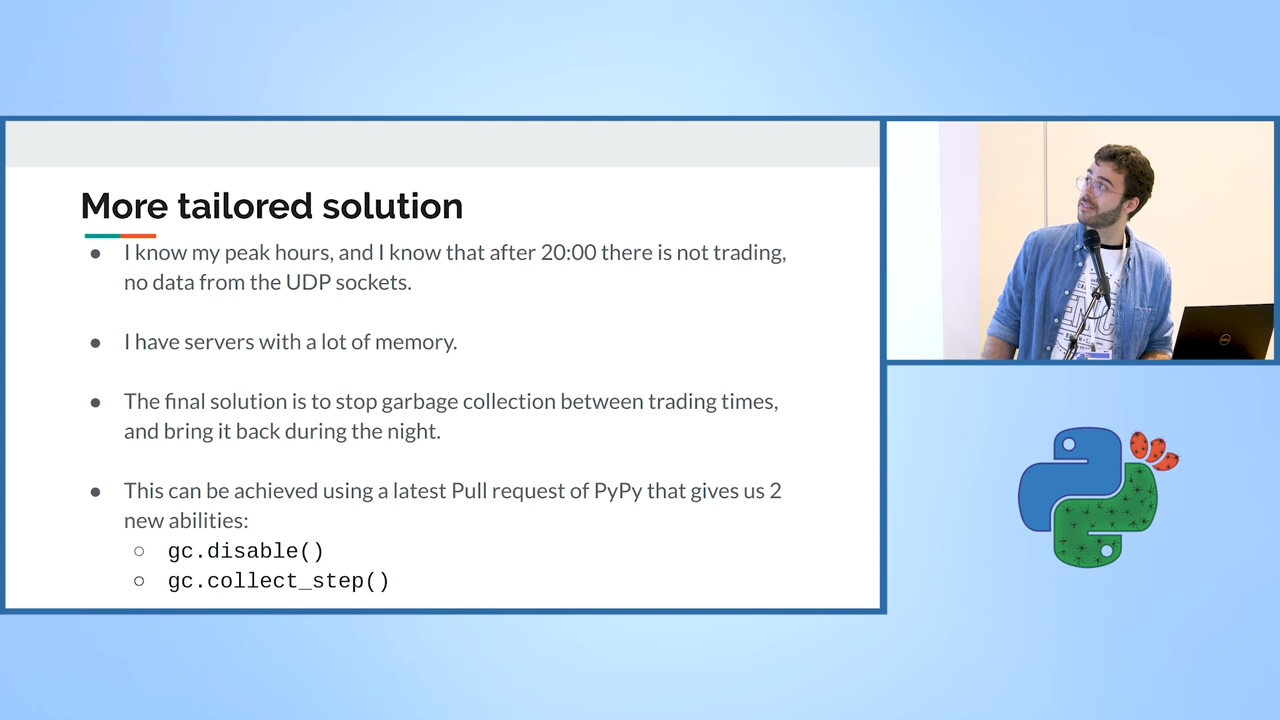 More tailored solution
● I know my peak hours, and I know that after 20:00 there is not trading,
no data from the UDP sockets.
● I have servers with a lot of memory.
● The final solution is to stop garbage collection between trading times,
and bring it back during the night.
● This can be achieved using a latest Pull request of PyPy that gives us 2
new abilities:
○ gc.disable()
○ gc.collect_step()